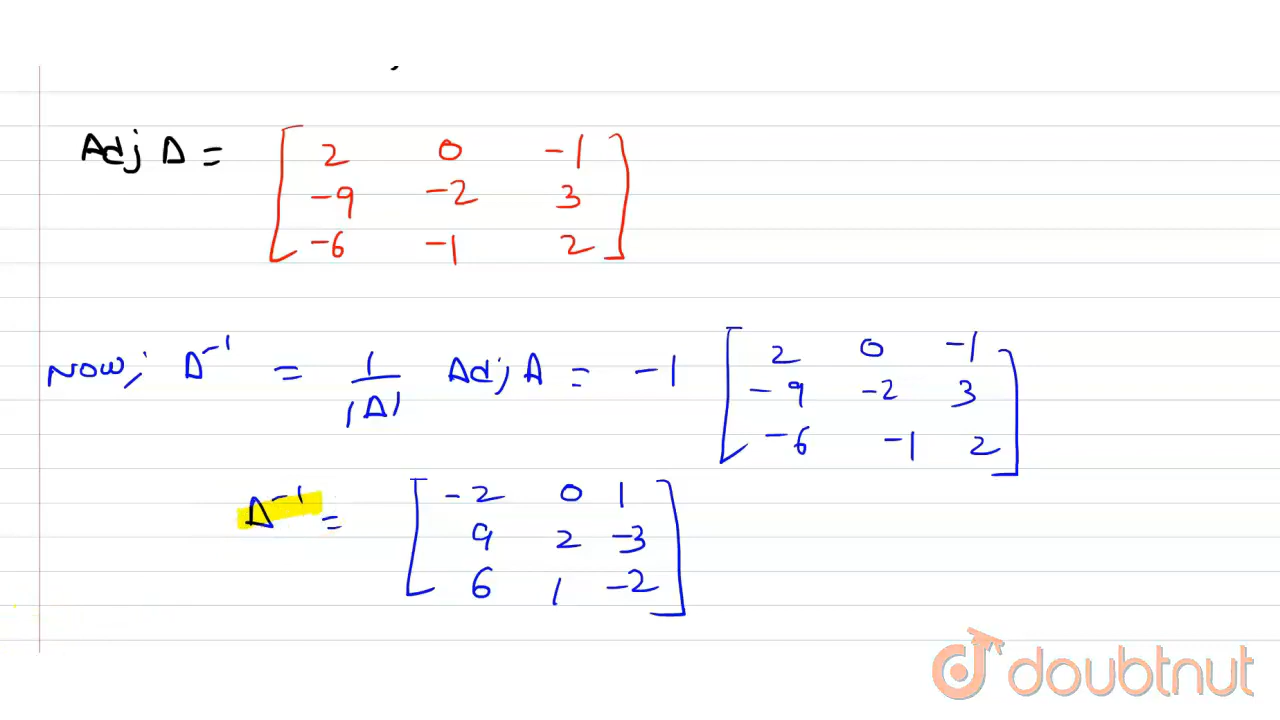 Adj A = [ 2 0 -1
-9 -2 3
-6 -1 2 ]
Now; A⁻¹ = 1/|A| Adj A = -1 [ 2 0 -1
-9 -2 3
-6 -1 2 ]
A⁻¹ = [ -2 0 1
9 2 -3
6 1 -2 ]
doubtnut